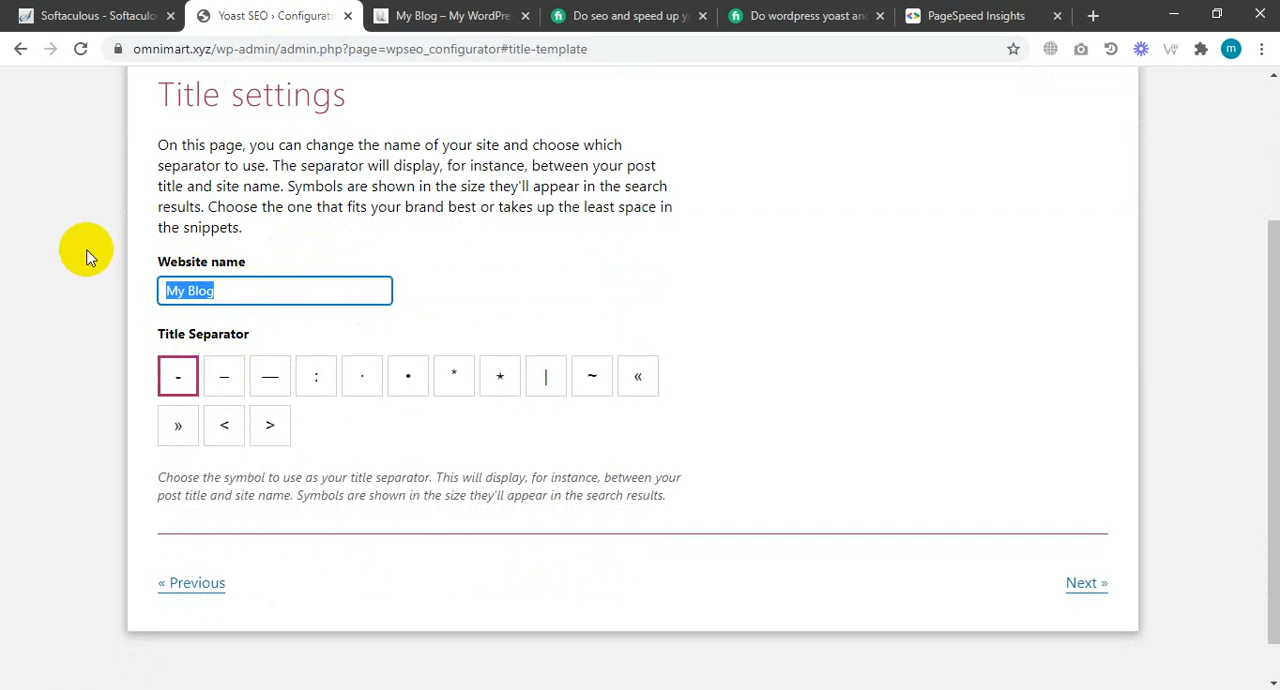 Softaculous - Softaculo
Yoast SEO › Configurati
My Blog – My WordPre
Do seo and speed up y
Do wordpress yoast an
PageSpeed Insights
omnimart.xyz/wp-admin/admin.php?page=wpseo_configurator#title-template
m
Title settings
On this page, you can change the name of your site and choose which
separator to use. The separator will display, for instance, between your post
title and site name. Symbols are shown in the size they'll appear in the search
results. Choose the one that fits your brand best or takes up the least space in
the snippets.
Website name
My Blog
Title Separator
- – — : · • * ⋆ | ~ «
» < >
Choose the symbol to use as your title separator. This will display, for instance, between your
post title and site name. Symbols are shown in the size they'll appear in the search results.
« Previous
Next »